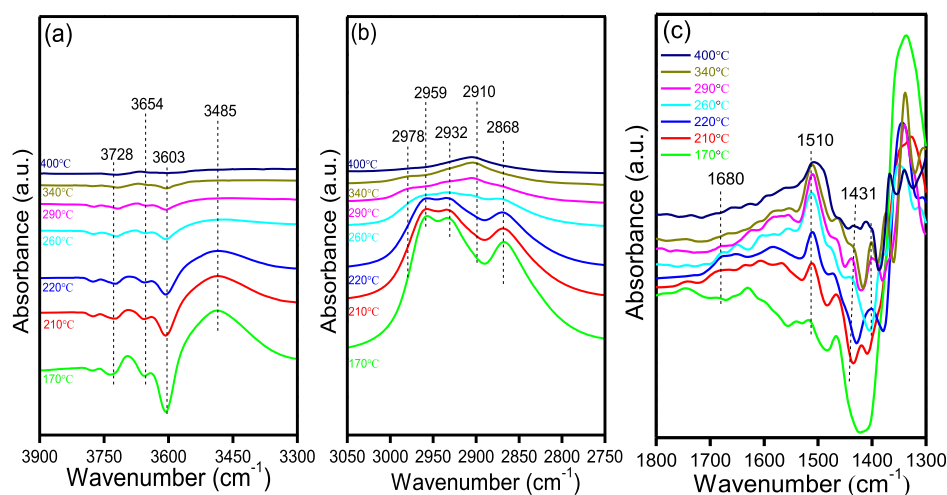 (a)
3654
3485
3728
3603
400°C
340°C
290°C
260°C
220°C
210°C
170°C
Absorbance (a.u.)
3900 3750 3600 3450 3300
Wavenumber (cm-1)
(b)
2959
2910
2978
2932
2868
400°C
340°C
290°C
260°C
220°C
210°C
170°C
Absorbance (a.u.)
3050 3000 2950 2900 2850 2800 2750
Wavenumber (cm-1)
(c)
400°C
340°C
290°C
260°C
220°C
210°C
170°C
1510
1680
1431
Absorbance (a.u.)
1800 1700 1600 1500 1400 1300
Wavenumber (cm-1)